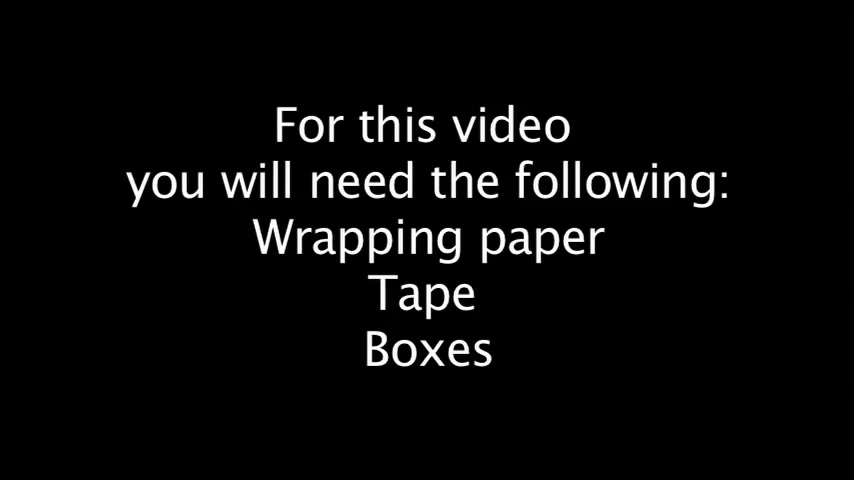 For this video
you will need the following:
Wrapping paper
Tape
Boxes